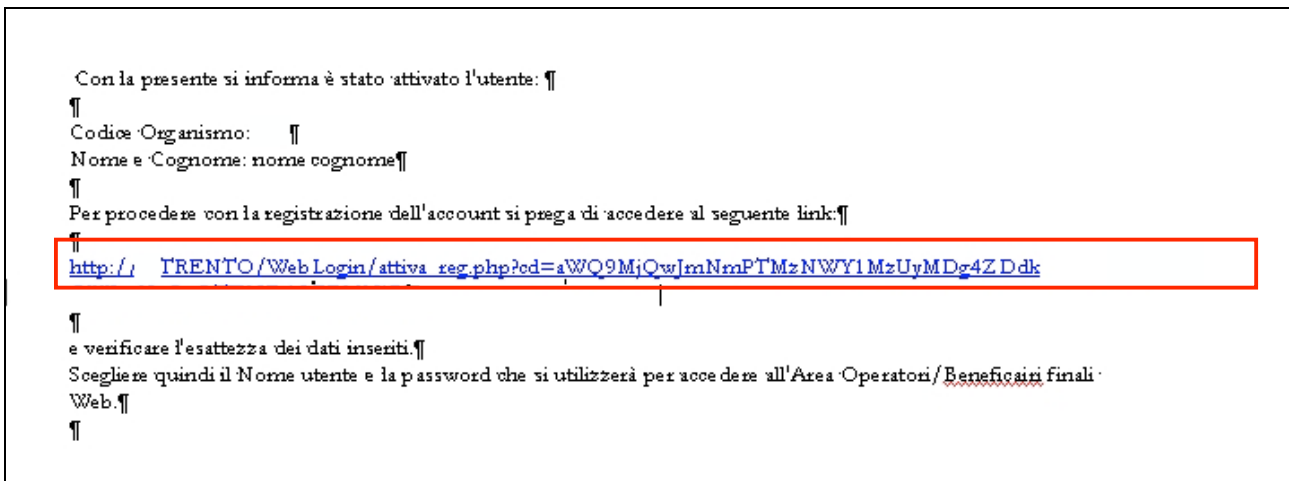 Con la presente si informa è stato attivato l'utente: ¶
¶
Codice Organismo: ¶
Nome e Cognome: nome cognome¶
¶
Per procedere con la registrazione dell'account si prega di accedere al seguente link:¶
¶
http:// TRENTO/WebLogin/attiva_reg.php?cd=aWQ9MjQwJmNmPTMzNWY1MzUyMDg4ZDdk
¶
e verificare l'esattezza dei dati inseriti.¶
Scegliere quindi il Nome utente e la password che si utilizzerà per accedere all'Area Operatori/Beneficairi finali
Web.¶
¶